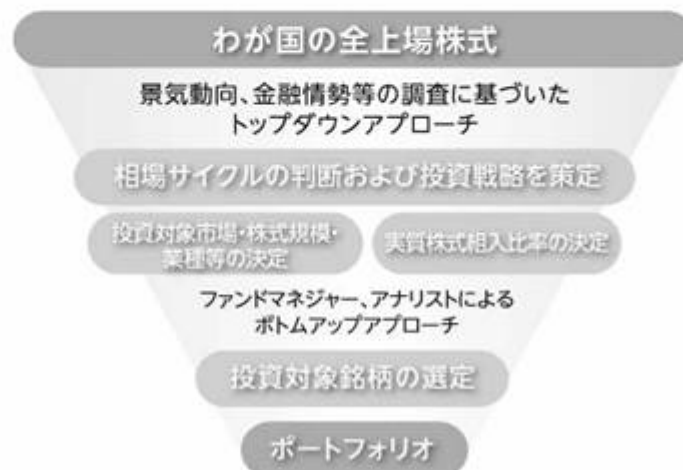 わが国の全上場株式
景気動向、金融情勢等の調査に基づいた
トップダウンアプローチ
相場サイクルの判断および投資戦略を策定
投資対象市場・株式規模・
業種等の決定
実質株式組入比率の決定
ファンドマネジャー、アナリストによる
ボトムアップアプローチ
投資対象銘柄の選定
ポートフォリオ